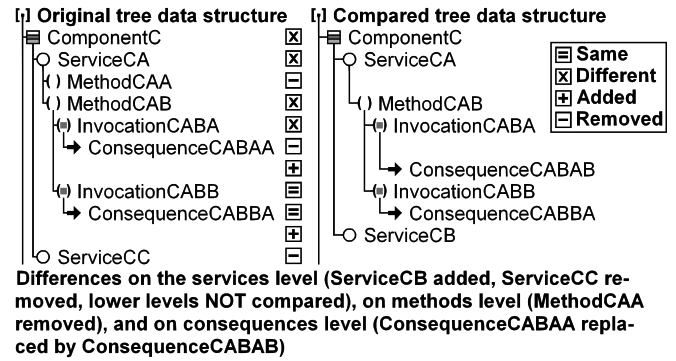 Original tree data structure Compared tree data structure
ComponentC ComponentC
ServiceCA ServiceCA
MethodCAA
MethodCAB MethodCAB
InvocationCABA InvocationCABA
ConsequenceCABAA
ConsequenceCABAB
InvocationCABB InvocationCABB
ConsequenceCABBA ConsequenceCABBA
ServiceCB
ServiceCC
Same
Different
Added
Removed
Differences on the services level (ServiceCB added, ServiceCC re-
moved, lower levels NOT compared), on methods level (MethodCAA
removed), and on consequences level (ConsequenceCABAA repla-
ced by ConsequenceCABAB)